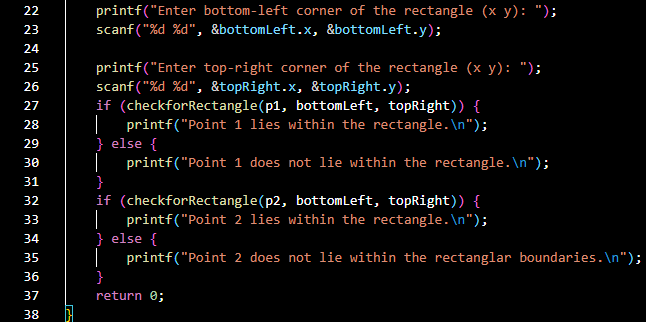 22 printf("Enter bottom-left corner of the rectangle (x y): ");
23 scanf("%d %d", &bottomLeft.x, &bottomLeft.y);
24
25 printf("Enter top-right corner of the rectangle (x y): ");
26 scanf("%d %d", &topRight.x, &topRight.y);
27 if (checkforRectangle(p1, bottomLeft, topRight)) {
28 printf("Point 1 lies within the rectangle.\n");
29 } else {
30 printf("Point 1 does not lie within the rectangle.\n");
31 }
32 if (checkforRectangle(p2, bottomLeft, topRight)) {
33 printf("Point 2 lies within the rectangle.\n");
34 } else {
35 printf("Point 2 does not lie within the rectanglar boundaries.\n");
36 }
37 return 0;
38 }